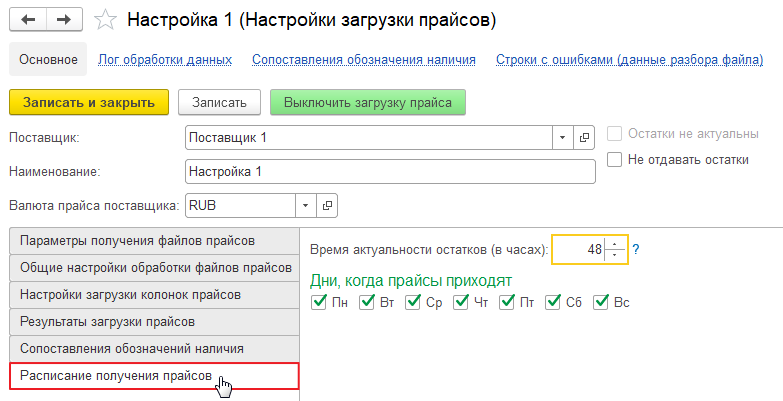 Настройка 1 (Настройки загрузки прайсов)
Основное Лог обработки данных Сопоставления обозначения наличия Строки с ошибками (данные разбора файла)
Записать и закрыть Записать Выключить загрузку прайса
Поставщик: Поставщик 1 Остатки не актуальны
Не отдавать остатки
Наименование: Настройка 1
Валюта прайса поставщика: RUB
Параметры получения файлов прайсов
Общие настройки обработки файлов прайсов
Настройки загрузки колонок прайсов
Результаты загрузки прайсов
Сопоставления обозначений наличия
Расписание получения прайсов
Время актуальности остатков (в часах): 48 ?
Дни, когда прайсы приходят
Пн Вт Ср Чт Пт Сб Вс